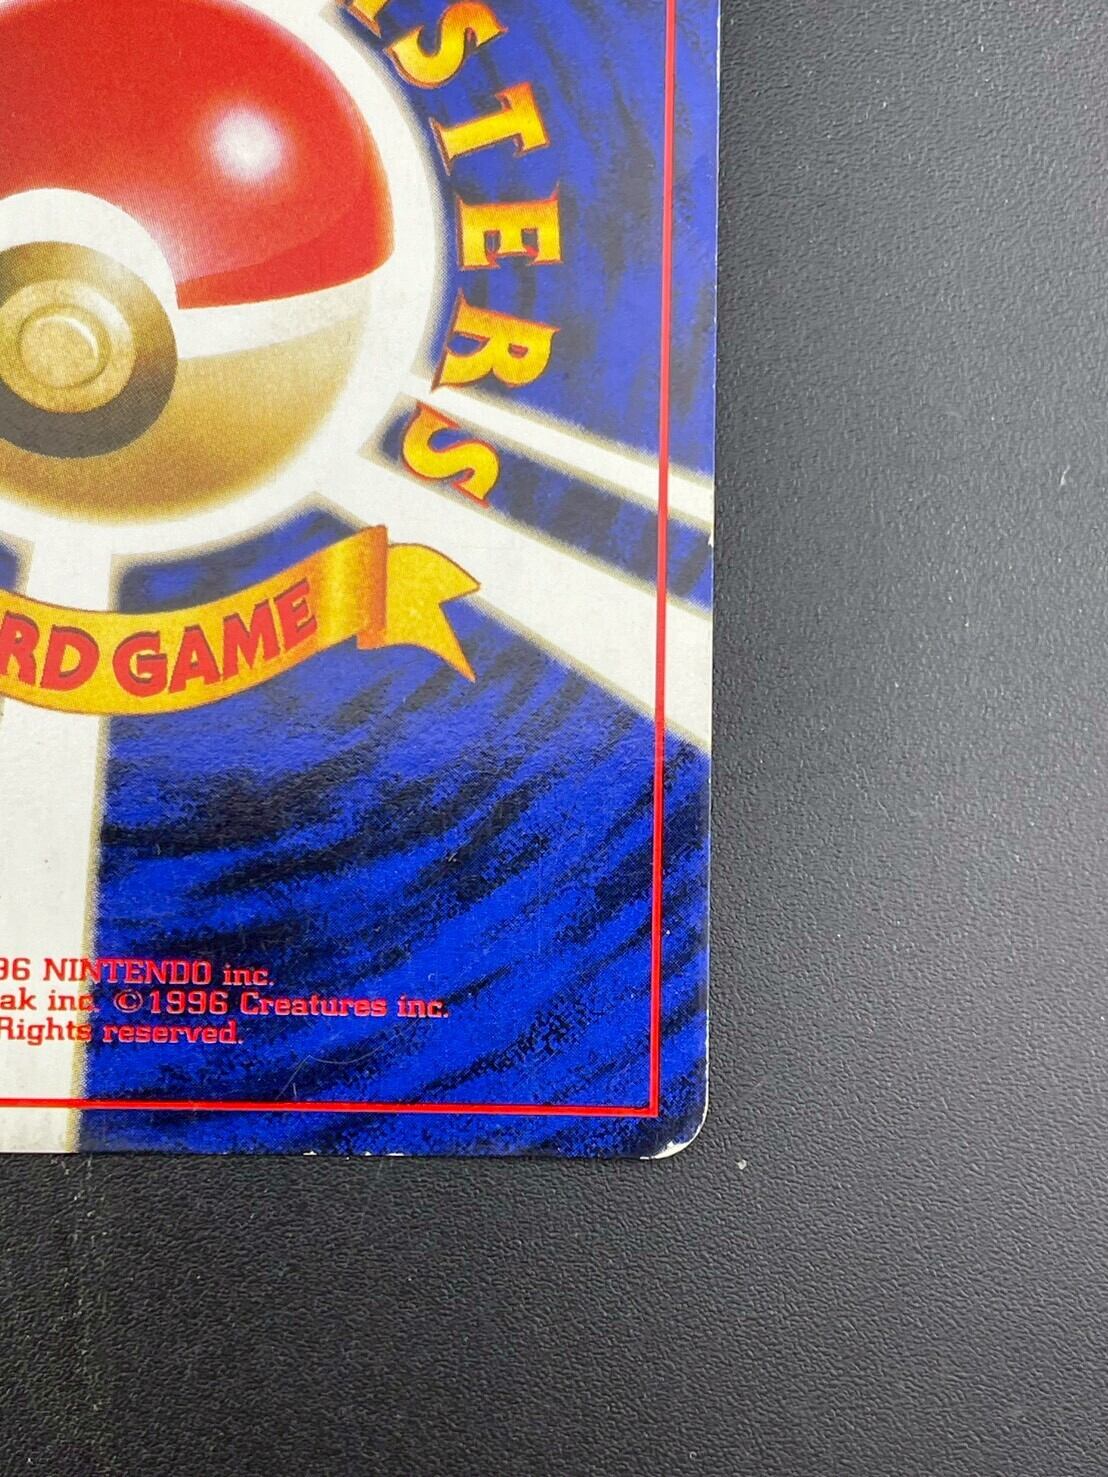 STERS
RD GAME
96 NINTENDO inc.
ak inc. ©1996 Creatures inc.
Rights reserved.